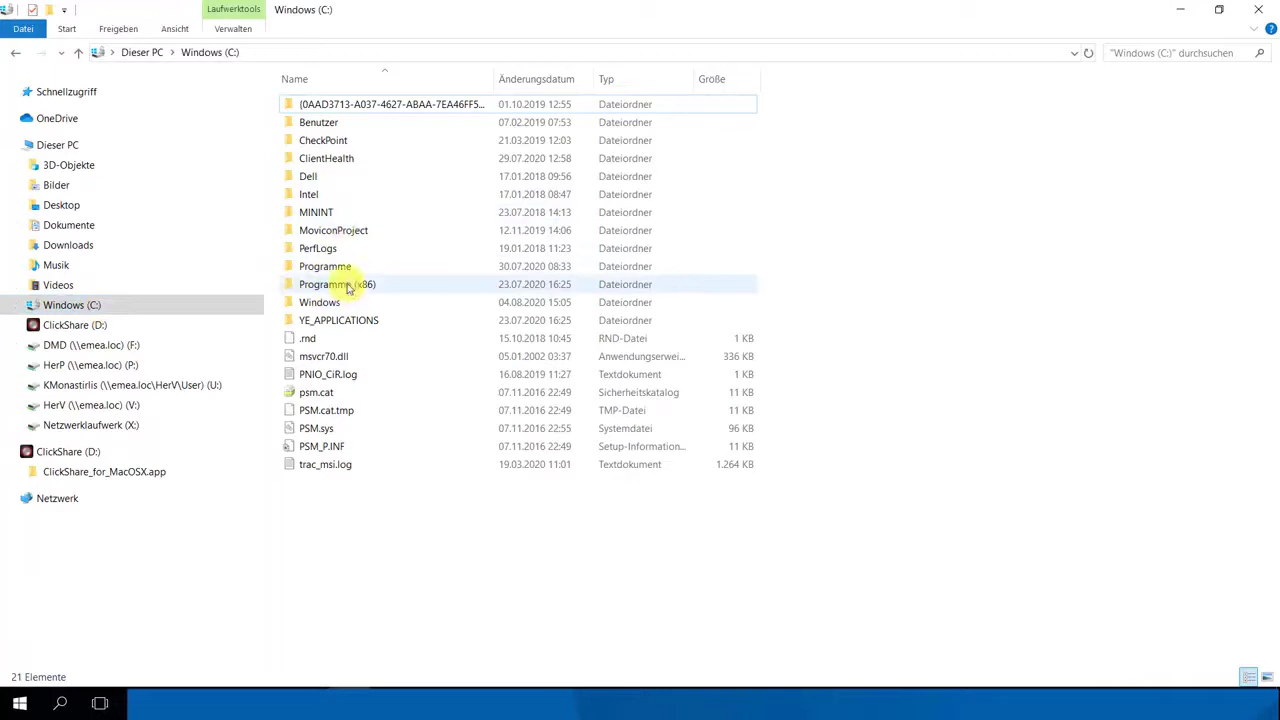 Laufwerktools
Windows (C:)
Datei
Start
Freigeben
Ansicht
Verwalten
Dieser PC
Windows (C:)
"Windows (C:)" durchsuchen
Schnellzugriff
OneDrive
Dieser PC
3D-Objekte
Bilder
Desktop
Dokumente
Downloads
Musik
Videos
Windows (C:)
ClickShare (D:)
DMD (\\emea.loc) (F:)
HerP (\\emea.loc) (P:)
KMonastirlis (\\emea.loc\HerV\User) (U:)
HerV (\\emea.loc) (V:)
Netzwerklaufwerk (X:)
ClickShare (D:)
ClickShare_for_MacOSX.app
Netzwerk
Name Änderungsdatum Typ Größe
{0AAD3713-A037-4627-ABAA-7EA46FF5... 01.10.2019 12:55 Dateiordner
Benutzer 07.02.2019 07:53 Dateiordner
CheckPoint 21.03.2019 12:03 Dateiordner
ClientHealth 29.07.2020 12:58 Dateiordner
Dell 17.01.2018 09:56 Dateiordner
Intel 17.01.2018 08:47 Dateiordner
MININT 23.07.2018 14:13 Dateiordner
MoviconProject 12.11.2019 14:06 Dateiordner
PerfLogs 19.01.2018 11:23 Dateiordner
Programme 30.07.2020 08:33 Dateiordner
Programme (x86) 23.07.2020 16:25 Dateiordner
Windows 04.08.2020 15:05 Dateiordner
YE_APPLICATIONS 23.07.2020 16:25 Dateiordner
.rnd 15.10.2018 10:45 RND-Datei 1 KB
msvcr70.dll 05.01.2002 03:37 Anwendungserwei... 336 KB
PNIO_CiR.log 16.08.2019 11:27 Textdokument 1 KB
psm.cat 07.11.2016 22:49 Sicherheitskatalog 11 KB
PSM.cat.tmp 07.11.2016 22:49 TMP-Datei 11 KB
PSM.sys 07.11.2016 22:55 Systemdatei 96 KB
PSM_P.INF 07.11.2016 22:49 Setup-Information... 11 KB
trac_msi.log 19.03.2020 11:01 Textdokument 1.264 KB
21 Elemente